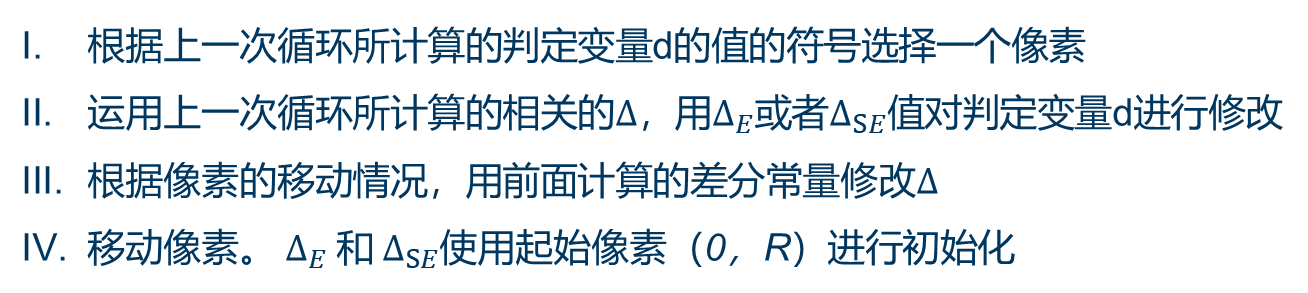 I. 根据上一次循环所计算的判定变量d的值的符号选择一个像素
II. 运用上一次循环所计算的相关的Δ，用Δ_E或者Δ_SE值对判定变量d进行修改
III. 根据像素的移动情况，用前面计算的差分常量修改Δ
IV. 移动像素。 Δ_E 和 Δ_SE使用起始像素（0，R）进行初始化